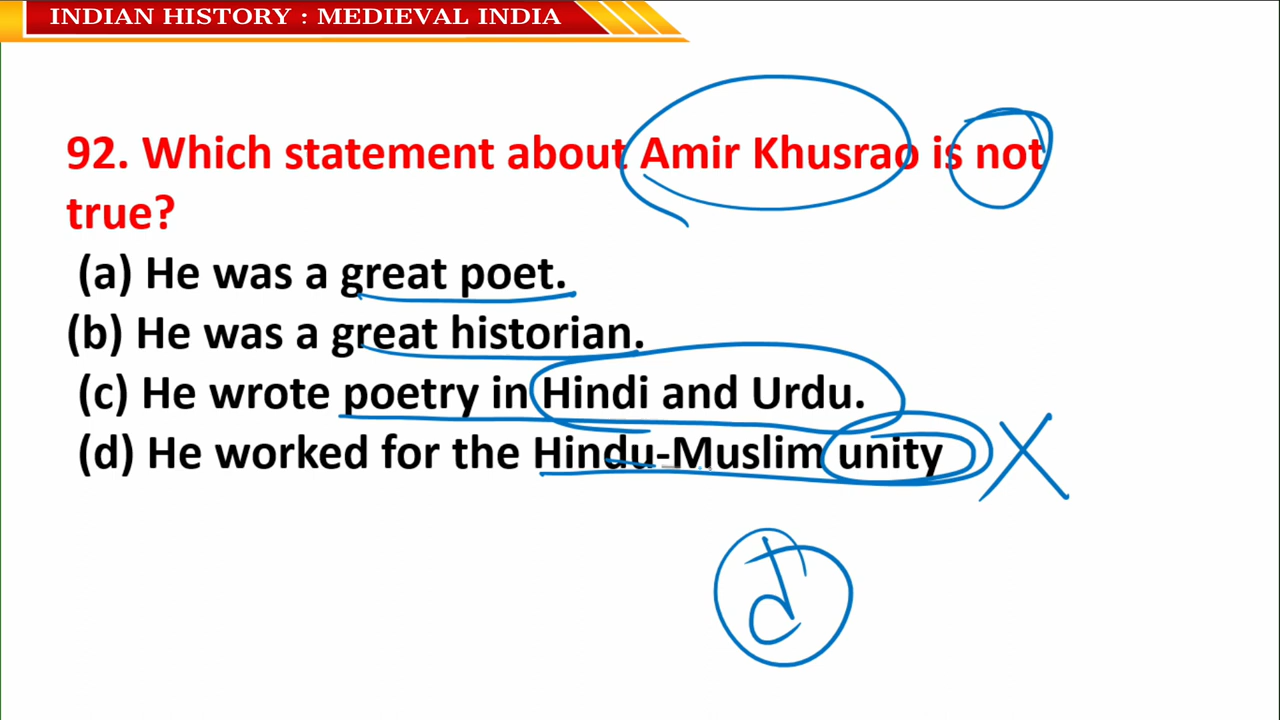 INDIAN HISTORY : MEDIEVAL INDIA
92. Which statement about Amir Khusrao is not
true?
(a) He was a great poet.
(b) He was a great historian.
(c) He wrote poetry in Hindi and Urdu.
(d) He worked for the Hindu-Muslim unity
d